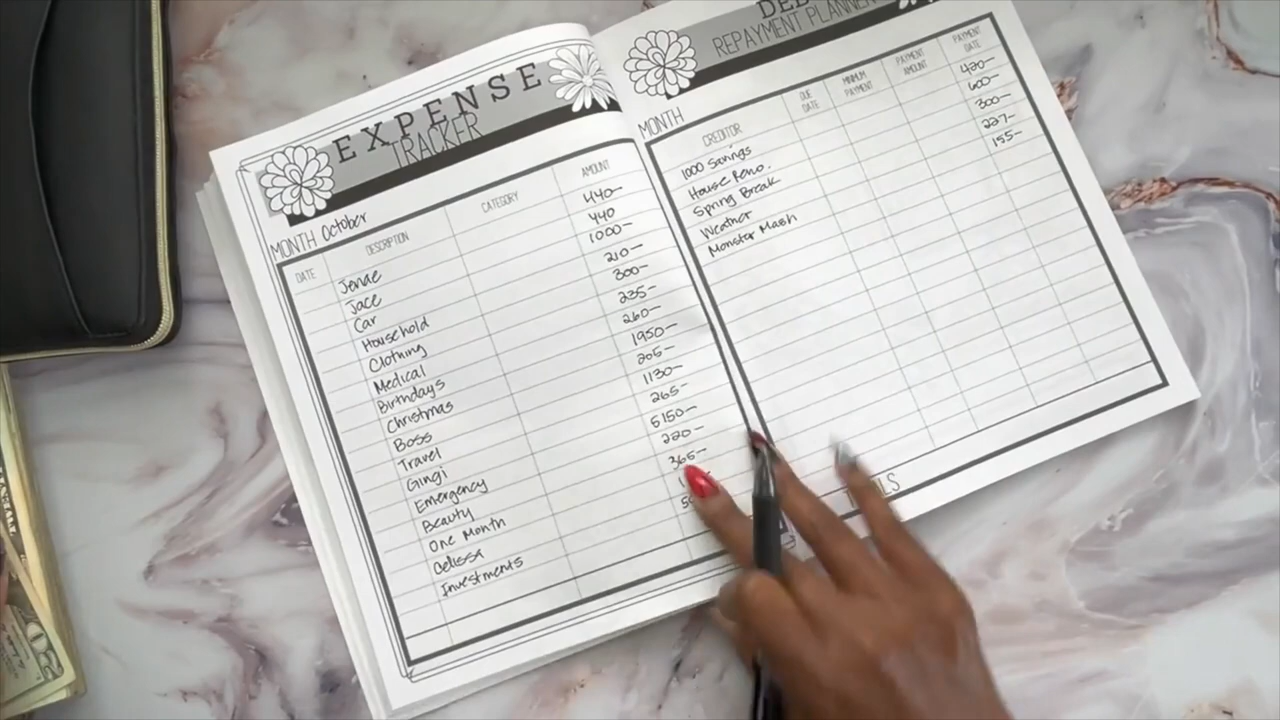 EXPENSE
TRACKER
MONTH October
DATE DESCRIPTION CATEGORY AMOUNT
Jenae 440-
Jace 440
Car 1000-
Household 210-
Clothing 300-
Medical 235-
Birthdays 260-
Christmas 1950-
Boss 205-
Travel 1130-
Gingi 265-
Emergency 5150-
Beauty 220-
One Month 365-
Celissa
Investments
REPAYMENT PLANNER
MONTH
CREDITOR DUE DATE MINIMUM PAYMENT PAYMENT AMOUNT PAYMENT DATE
1000 Savings 420-
House Reno. 600-
Spring Break 300-
Weather 227-
Monster Mash 155-
20